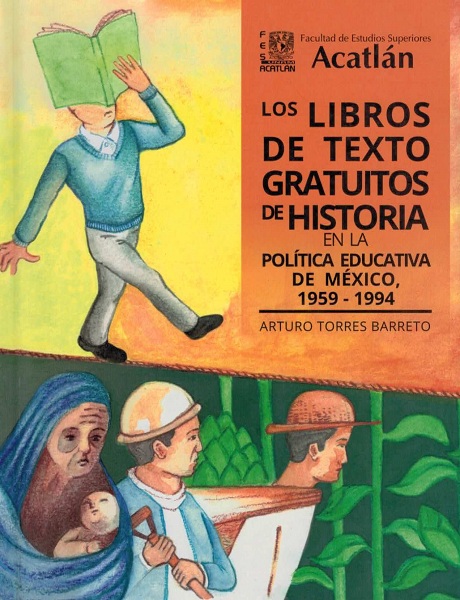 FES
ACATLÁN
Facultad de Estudios Superiores
Acatlán
LOS LIBROS
DE TEXTO
GRATUITOS
DE HISTORIA
EN LA
POLÍTICA EDUCATIVA
DE MÉXICO,
1959 - 1994
ARTURO TORRES BARRETO